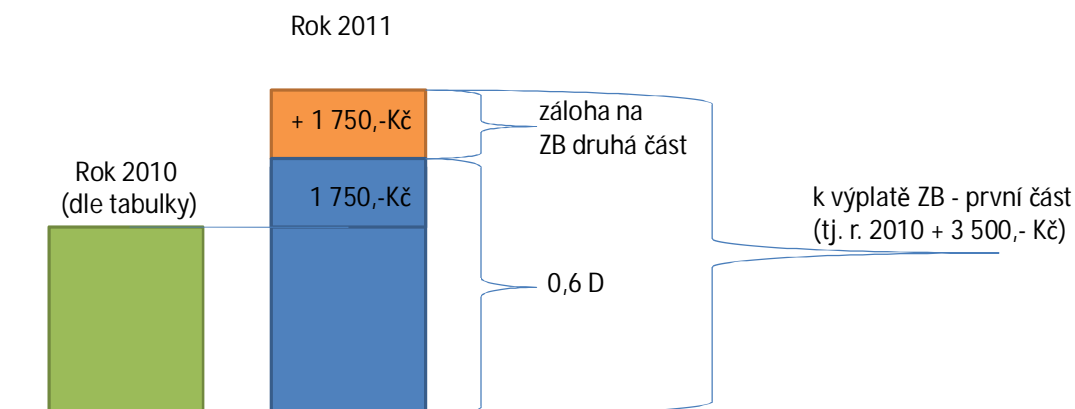 Rok 2011
+ 1 750,-Kč
záloha na
ZB druhá část
Rok 2010
(dle tabulky)
1 750,-Kč
k výplatě ZB - první část
(tj. r. 2010 + 3 500,- Kč)
0,6 D